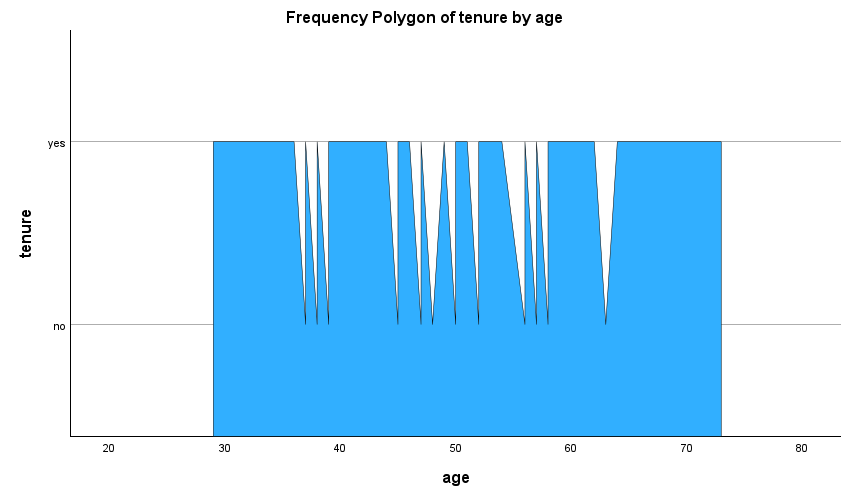 Frequency Polygon of tenure by age
yes
tenure
no
20 30 40 50 60 70 80
age